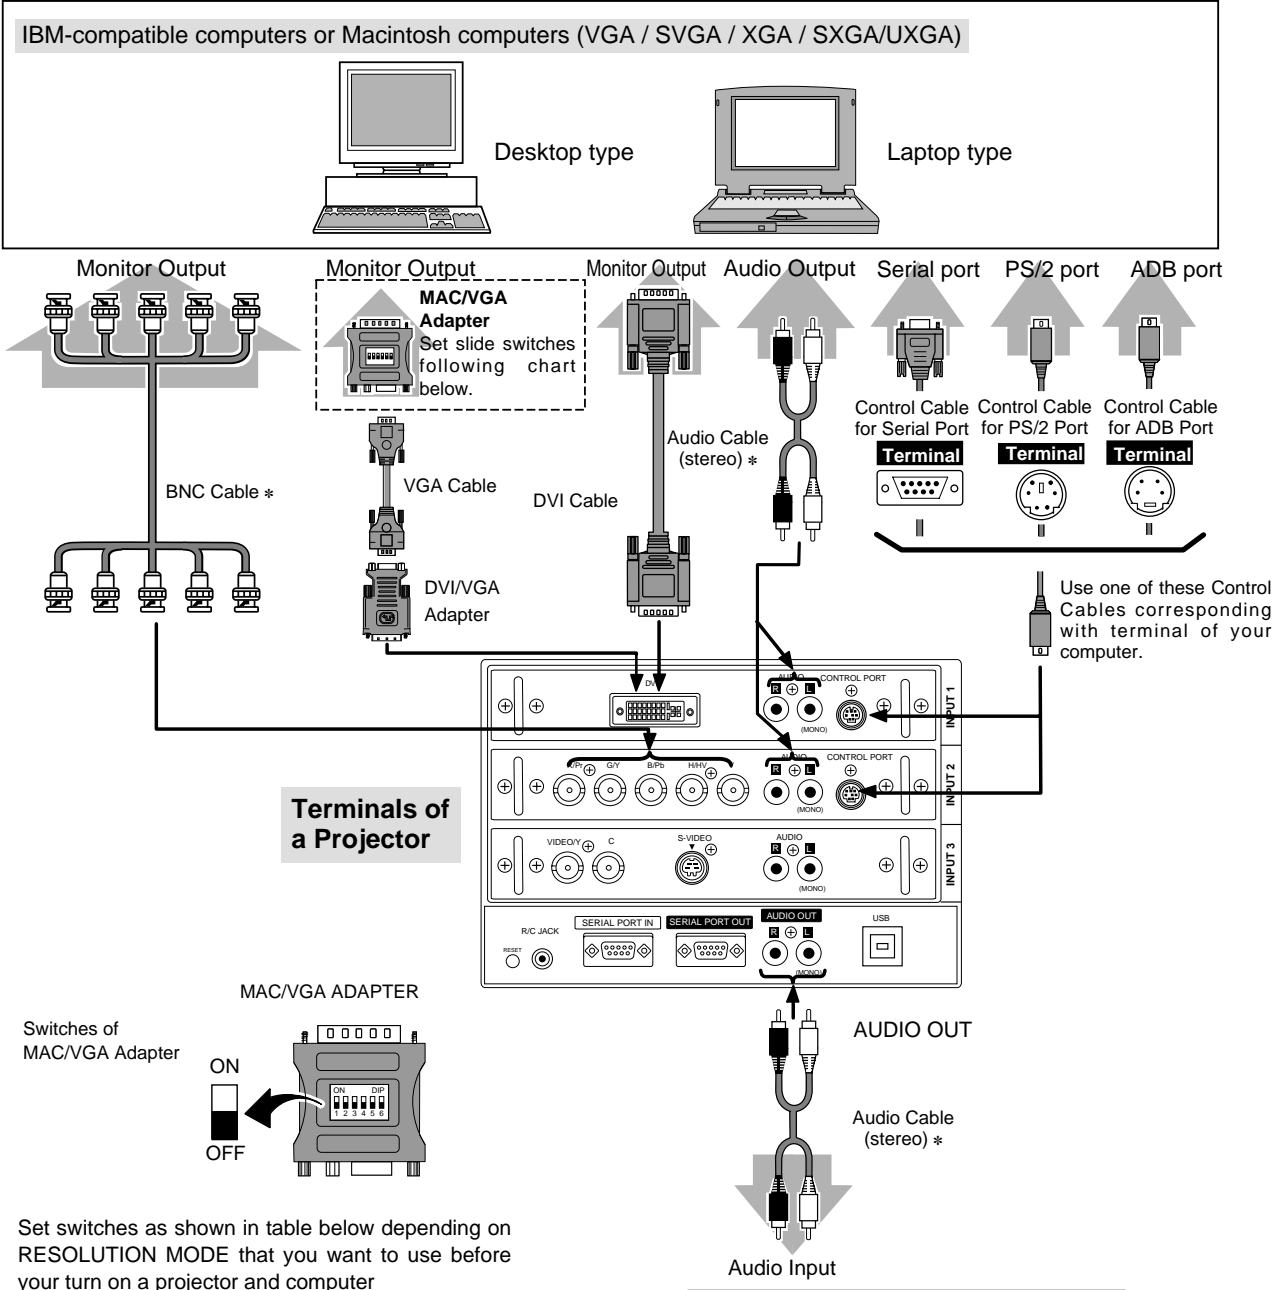 IBM-compatible computers or Macintosh computers (VGA / SVGA / XGA / SXGA/UXGA)
Desktop type
Laptop type
Monitor Output
Monitor Output
Monitor Output
Audio Output
Serial port
PS/2 port
ADB port
MAC/VGA
Adapter
Set slide switches
following chart
below.
Control Cable
for Serial Port
Terminal
Control Cable
for PS/2 Port
Terminal
Control Cable
for ADB Port
Terminal
Audio Cable
(stereo) *
BNC Cable *
VGA Cable
DVI Cable
DVI/VGA
Adapter
Use one of these Control
Cables corresponding
with terminal of your
computer.
AUDIO
R L
(MONO)
CONTROL PORT
INPUT 1
Terminals of
a Projector
G/Y
B/Pb
H/HV
AUDIO
R L
(MONO)
CONTROL PORT
INPUT 2
VIDEO/Y
C
S-VIDEO
AUDIO
R L
(MONO)
INPUT 3
R/C JACK
RESET
SERIAL PORT IN
SERIAL PORT OUT
AUDIO OUT
R L
(MONO)
USB
MAC/VGA ADAPTER
Switches of
MAC/VGA Adapter
ON
OFF
ON DIP
1 2 3 4 5 6
AUDIO OUT
Audio Cable
(stereo) *
Audio Input
Set switches as shown in table below depending on
RESOLUTION MODE that you want to use before
your turn on a projector and computer